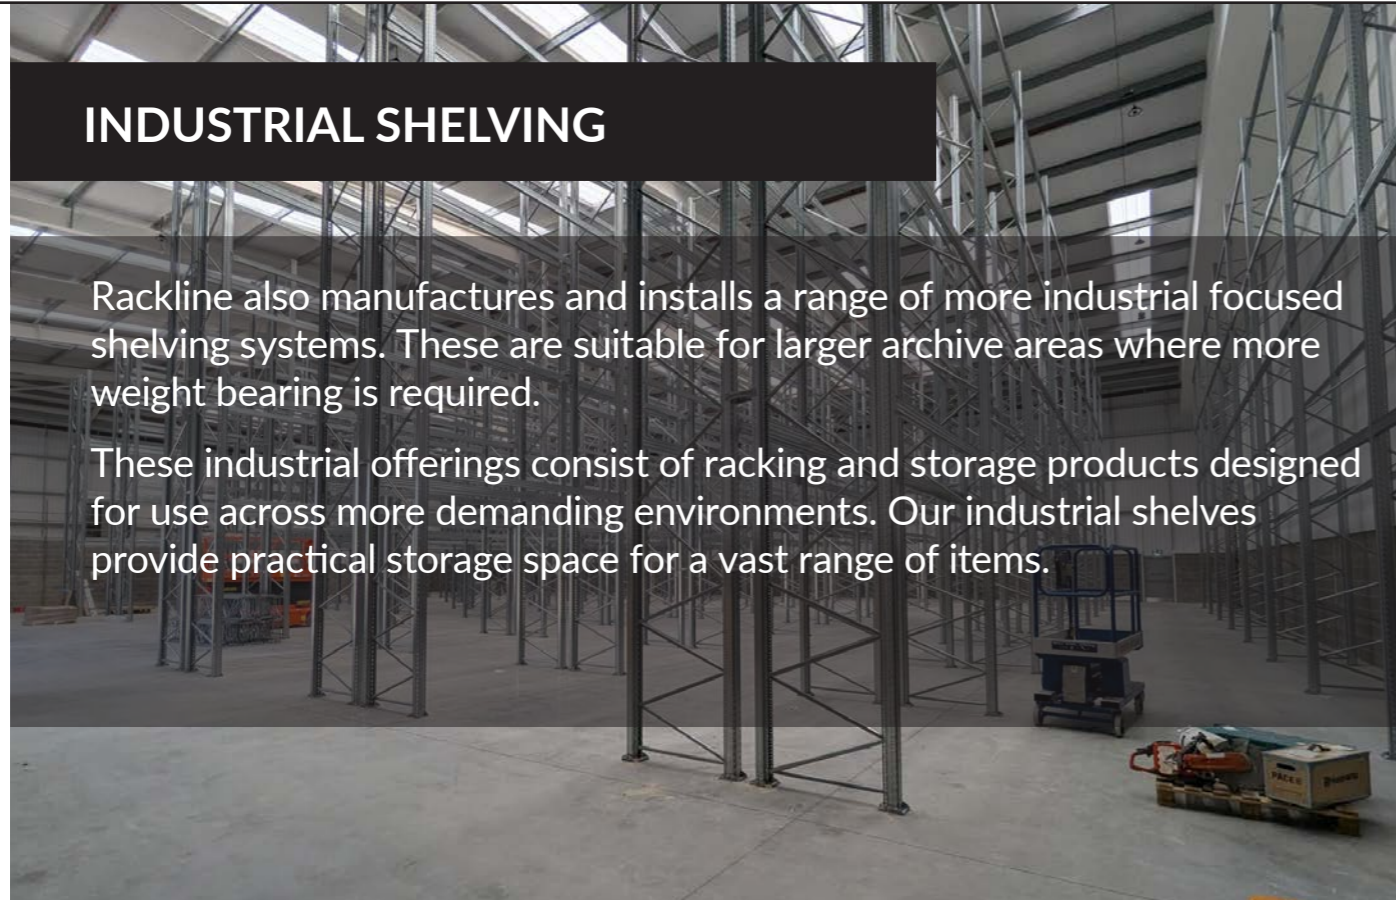 INDUSTRIAL SHELVING
Rackline also manufactures and installs a range of more industrial focused
shelving systems. These are suitable for larger archive areas where more
weight bearing is required.
These industrial offerings consist of racking and storage products designed
for use across more demanding environments. Our industrial shelves
provide practical storage space for a vast range of items.